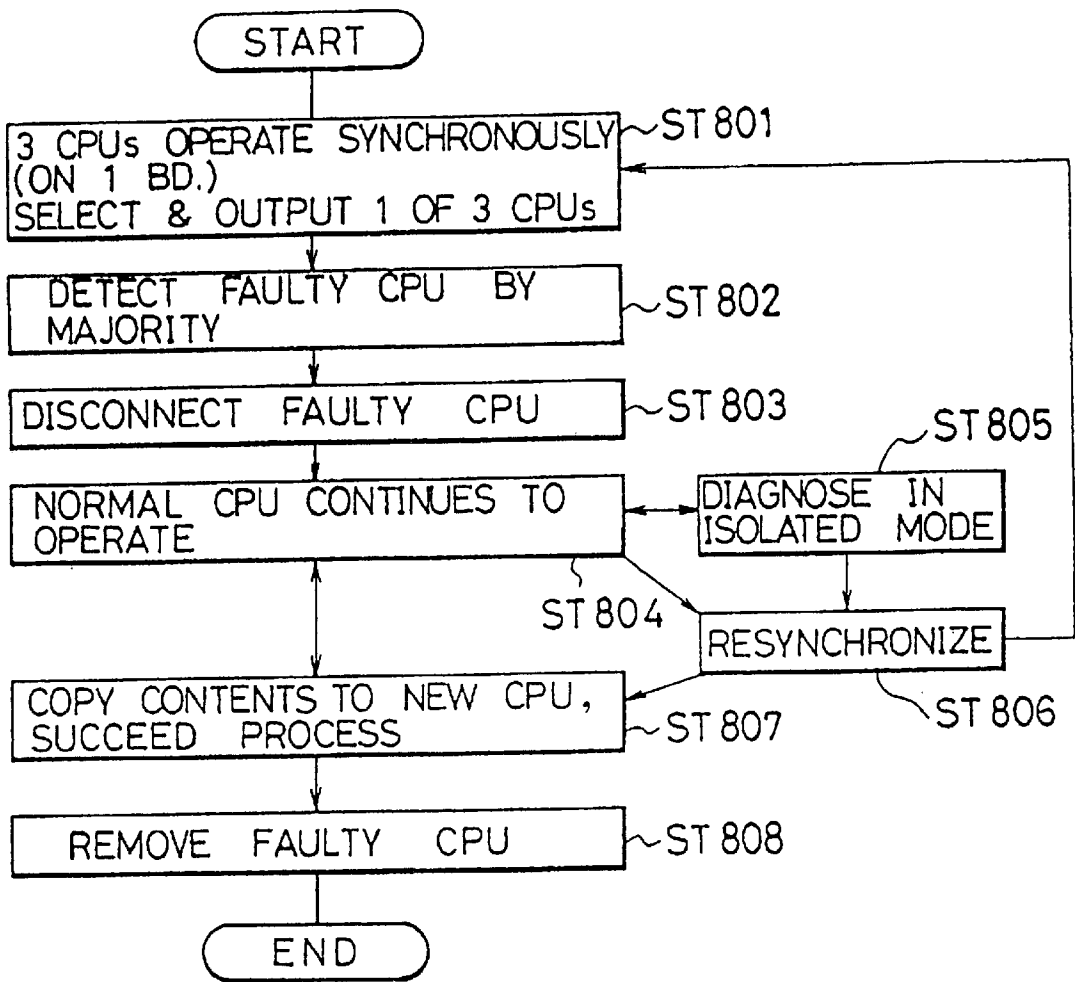 START
3 CPUs OPERATE SYNCHRONOUSLY
(ON 1 BD.)
SELECT & OUTPUT 1 OF 3 CPUs
ST 801
DETECT FAULTY CPU BY
MAJORITY
ST 802
DISCONNECT FAULTY CPU
ST 803
NORMAL CPU CONTINUES TO
OPERATE
ST 804
DIAGNOSE IN
ISOLATED MODE
ST 805
RESYNCHRONIZE
ST 806
COPY CONTENTS TO NEW CPU,
SUCCEED PROCESS
ST 807
REMOVE FAULTY CPU
ST 808
END